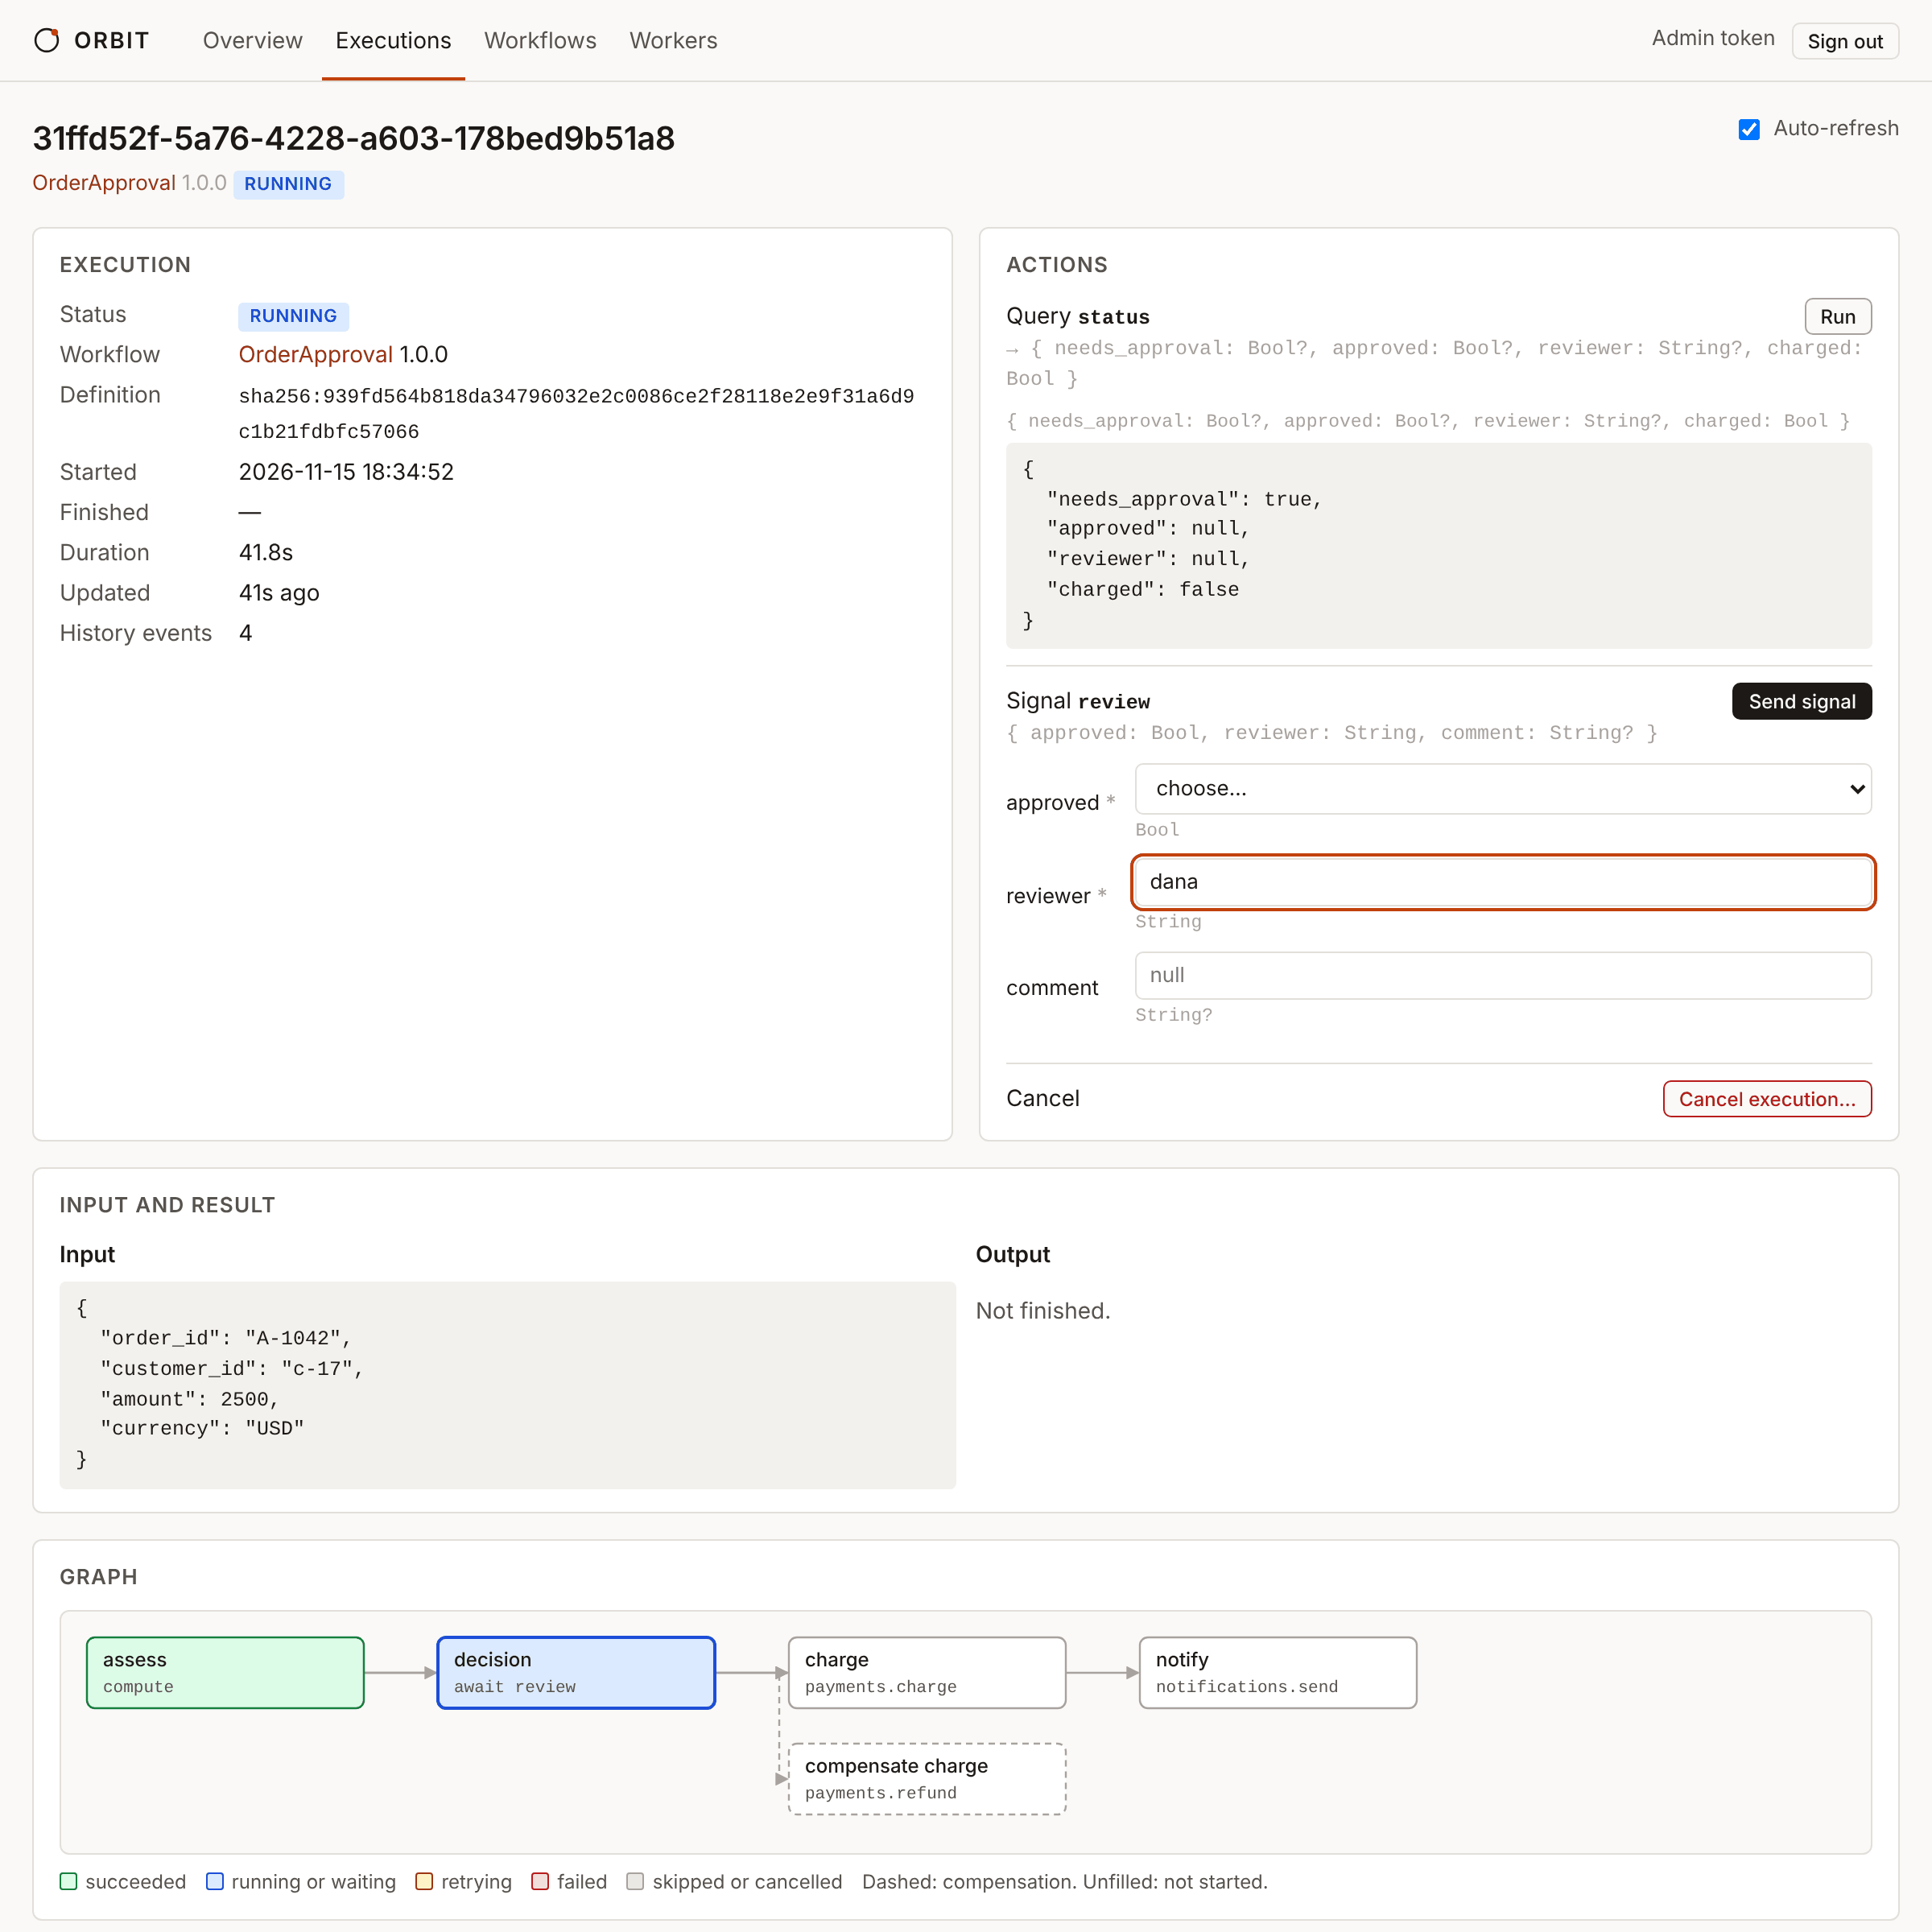 ORBIT Overview Executions Workflows Workers Admin token Sign out
31ffd52f-5a76-4228-a603-178bed9b51a8
Auto-refresh
OrderApproval 1.0.0 RUNNING
EXECUTION
Status RUNNING
Workflow OrderApproval 1.0.0
Definition sha256:939fd564b818da34796032e2c0086ce2f28118e2e9f31a6d9
c1b21fdbfc57066
Started 2026-11-15 18:34:52
Finished —
Duration 41.8s
Updated 41s ago
History events 4
ACTIONS
Query status Run
→ { needs_approval: Bool?, approved: Bool?, reviewer: String?, charged:
Bool }
{ needs_approval: Bool?, approved: Bool?, reviewer: String?, charged: Bool }
{
"needs_approval": true,
"approved": null,
"reviewer": null,
"charged": false
}
Signal review Send signal
{ approved: Bool, reviewer: String, comment: String? }
approved * choose...
Bool
reviewer * dana
String
comment null
String?
Cancel Cancel execution...
INPUT AND RESULT
Input
{
"order_id": "A-1042",
"customer_id": "c-17",
"amount": 2500,
"currency": "USD"
}
Output
Not finished.
GRAPH
assess
compute
decision
await review
charge
payments.charge
notify
notifications.send
compensate charge
payments.refund
succeeded running or waiting retrying failed skipped or cancelled Dashed: compensation. Unfilled: not started.